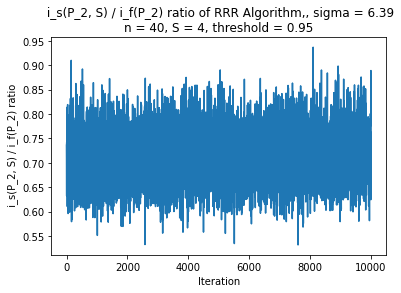 i_s(P_2, S) / i_f(P_2) ratio of RRR Algorithm,, sigma = 6.39
n = 40, S = 4, threshold = 0.95
i_s(P_2, S) / i_f(P_2) ratio
0.95
0.90
0.85
0.80
0.75
0.70
0.65
0.60
0.55
0 2000 4000 6000 8000 10000
Iteration